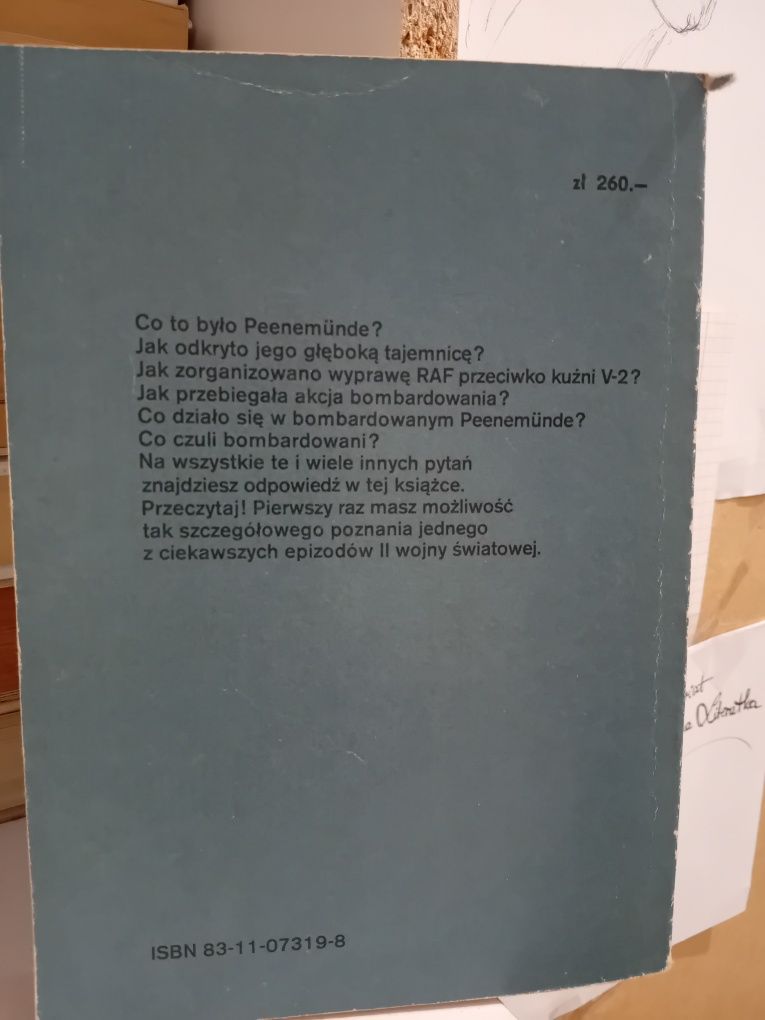 zł 260.—
Co to było Peenemünde?
Jak odkryto jego głęboką tajemnicę?
Jak zorganizowano wyprawę RAF przeciwko kuźni V-2?
Jak przebiegała akcja bombardowania?
Co działo się w bombardowanym Peenemünde?
Co czuli bombardowani?
Na wszystkie te i wiele innych pytań
znajdziesz odpowiedź w tej książce.
Przeczytaj! Pierwszy raz masz możliwość
tak szczegółowego poznania jednego
z ciekawszych epizodów II wojny światowej.
ISBN 83-11-07319-8